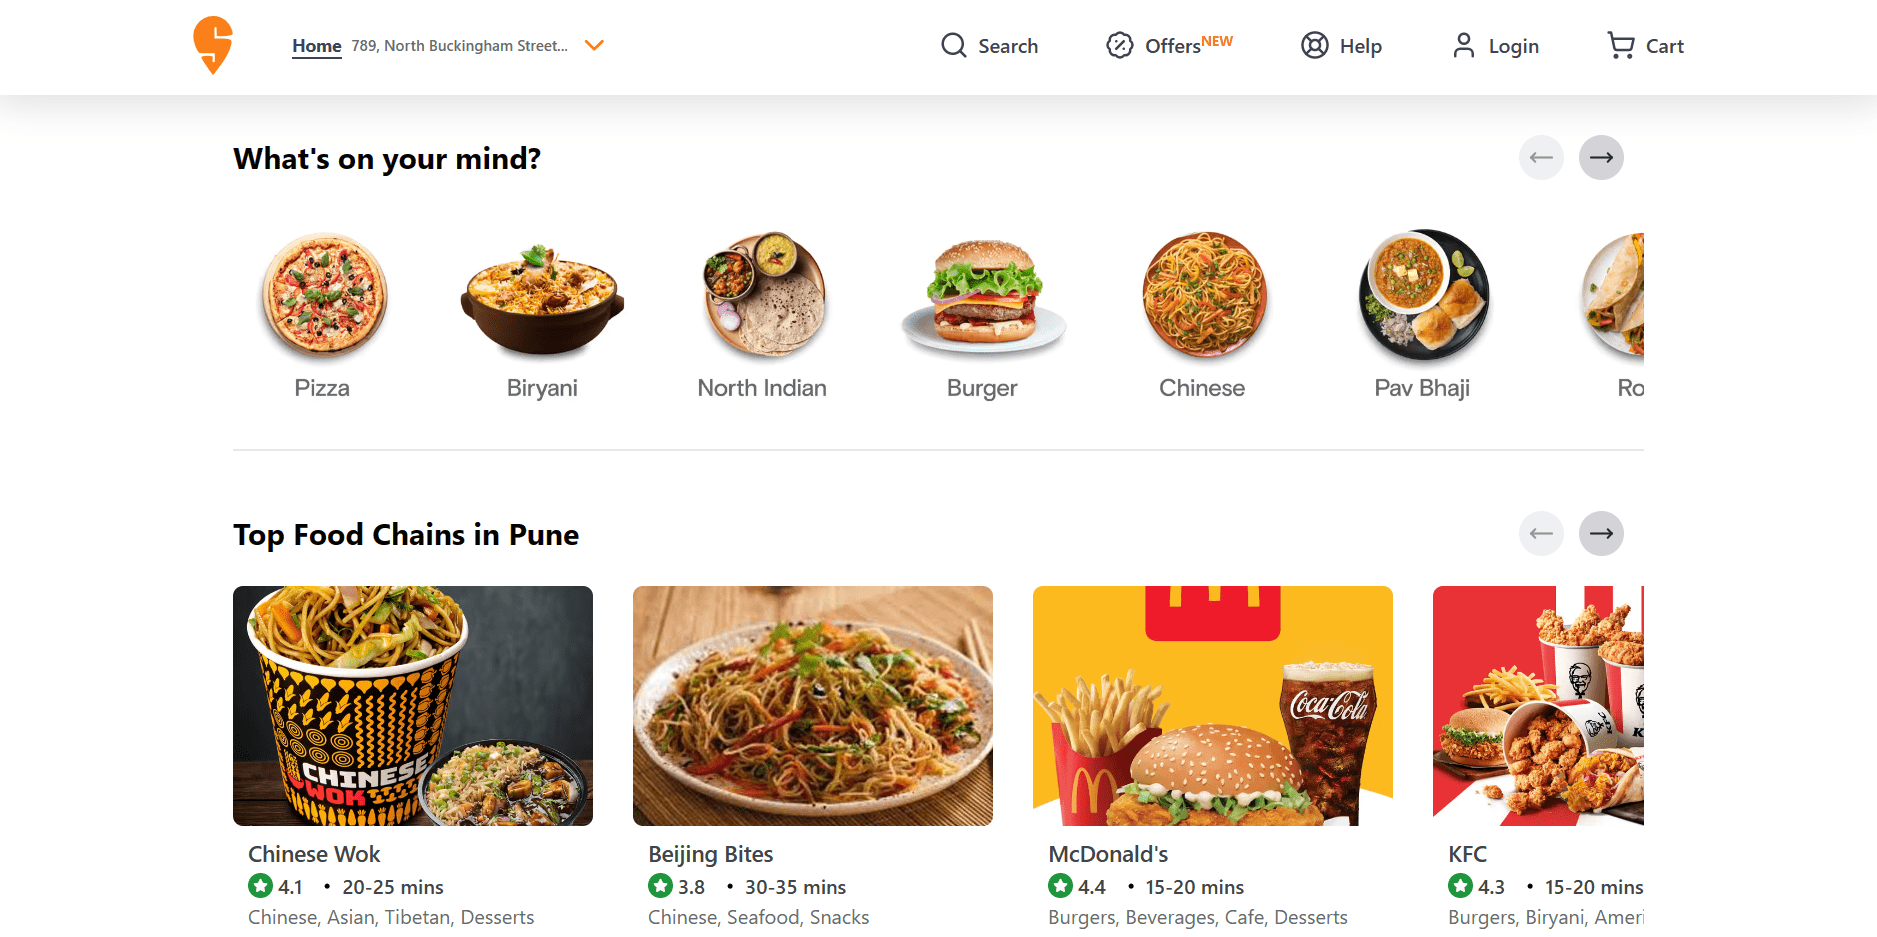 Home 789, North Buckingham Street... Search Offers NEW Help Login Cart
What's on your mind?
Pizza Biryani North Indian Burger Chinese Pav Bhaji Ro
Top Food Chains in Pune
CHINESE
WOK
Coca-Cola
Chinese Wok Beijing Bites McDonald's KFC
4.1 • 20-25 mins 3.8 • 30-35 mins 4.4 • 15-20 mins 4.3 • 15-20 mins
Chinese, Asian, Tibetan, Desserts Chinese, Seafood, Snacks Burgers, Beverages, Cafe, Desserts Burgers, Biryani, Ameri